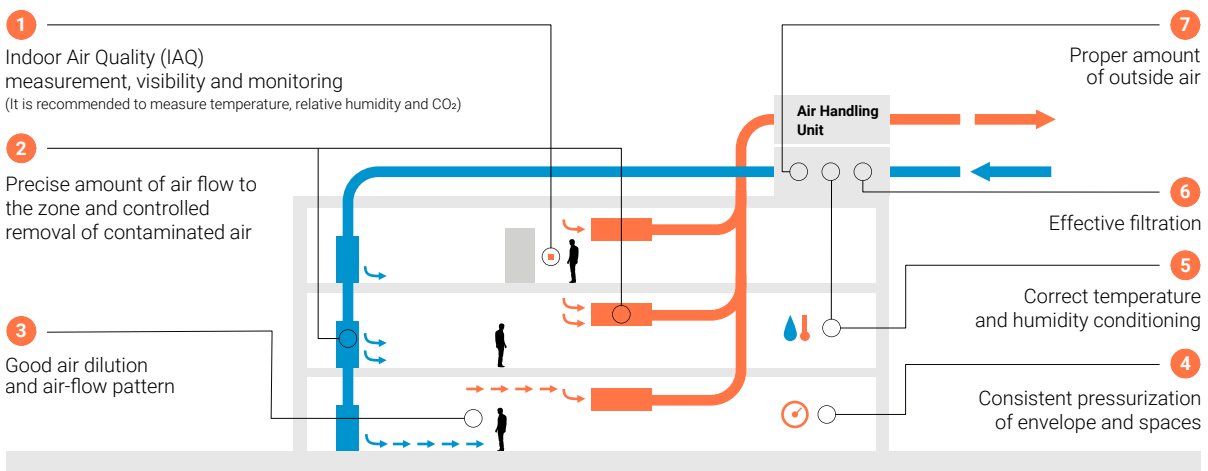 1
Indoor Air Quality (IAQ)
measurement, visibility and monitoring
(It is recommended to measure temperature, relative humidity and CO₂)
2
Precise amount of air flow to
the zone and controlled
removal of contaminated air
3
Good air dilution
and air-flow pattern
Air Handling
Unit
7
Proper amount
of outside air
6
Effective filtration
5
Correct temperature
and humidity conditioning
4
Consistent pressurization
of envelope and spaces